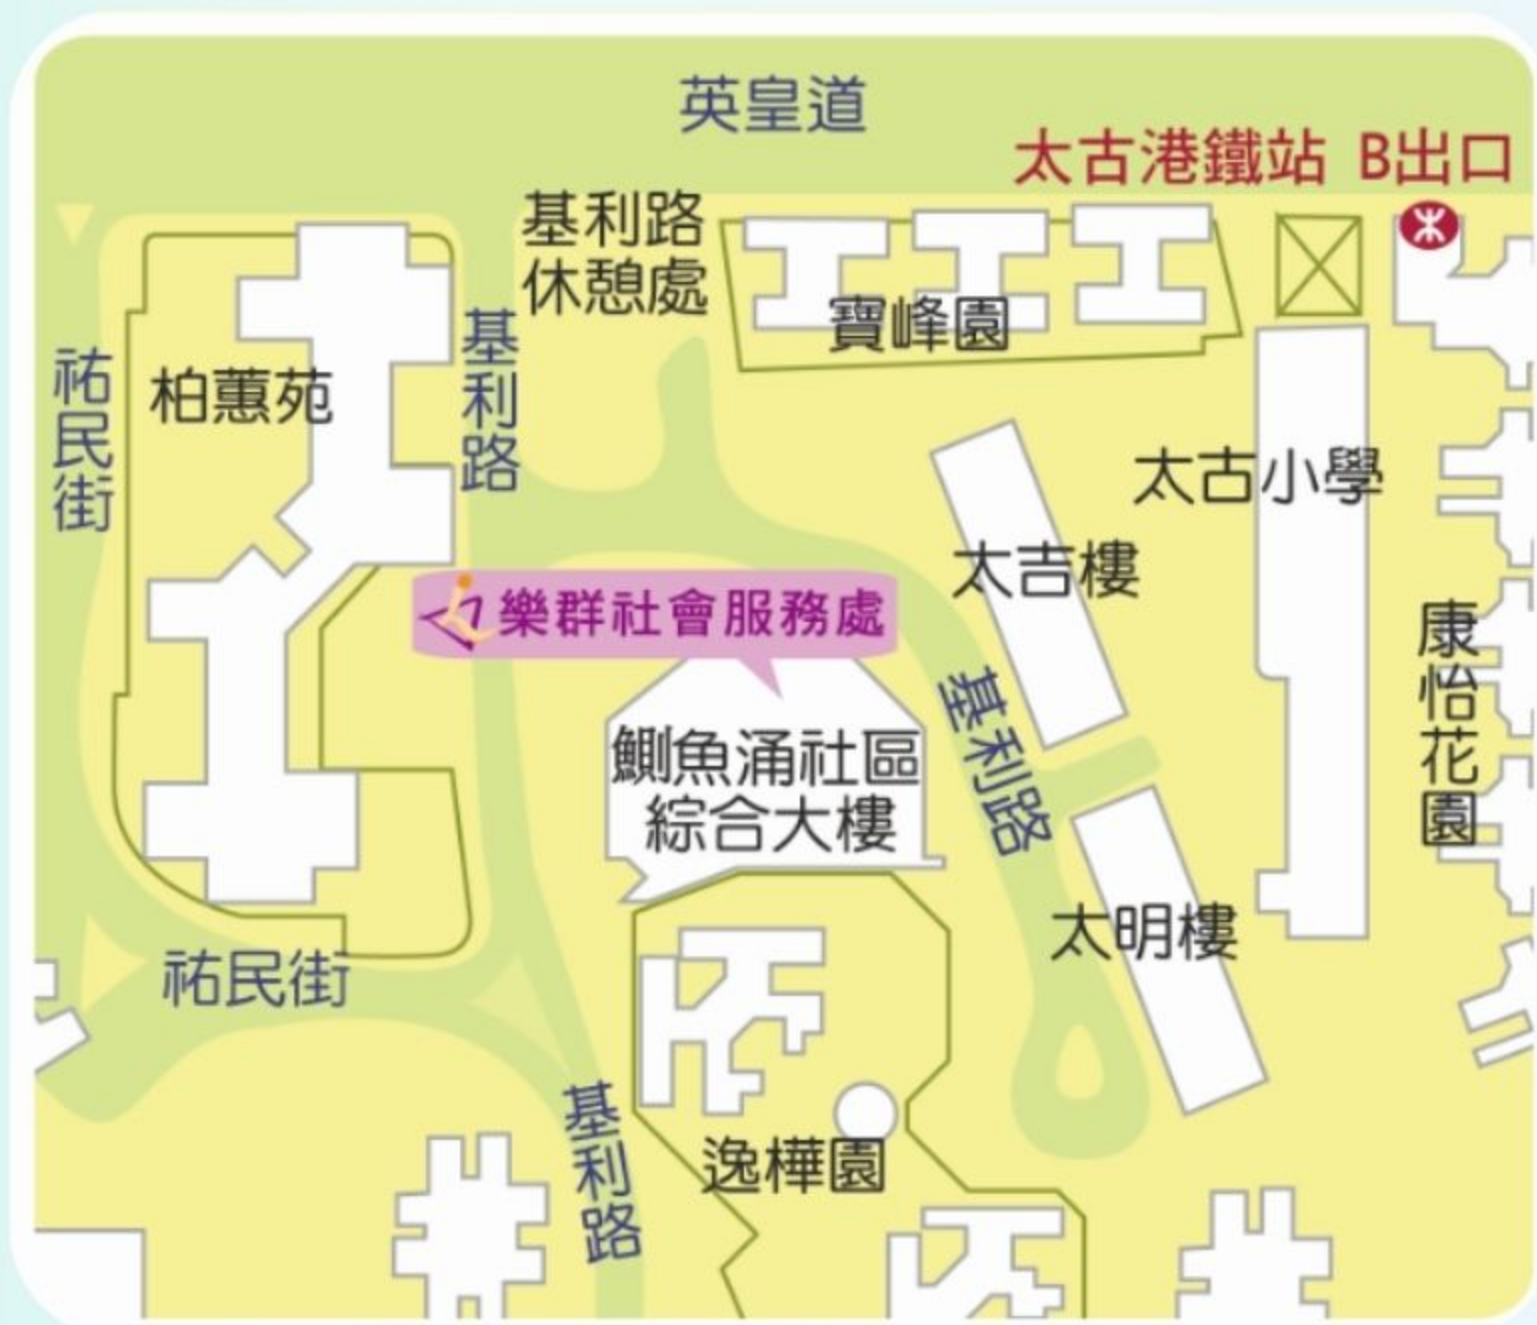 英皇道
太古港鐵站 B出口
基利路
休憩處
寶峰園
祐民街
柏蕙苑
基利路
太古小學
太吉樓
樂群社會服務處
康怡花園
基利路
鰂魚涌社區
綜合大樓
太明樓
祐民街
基利路
逸樺園